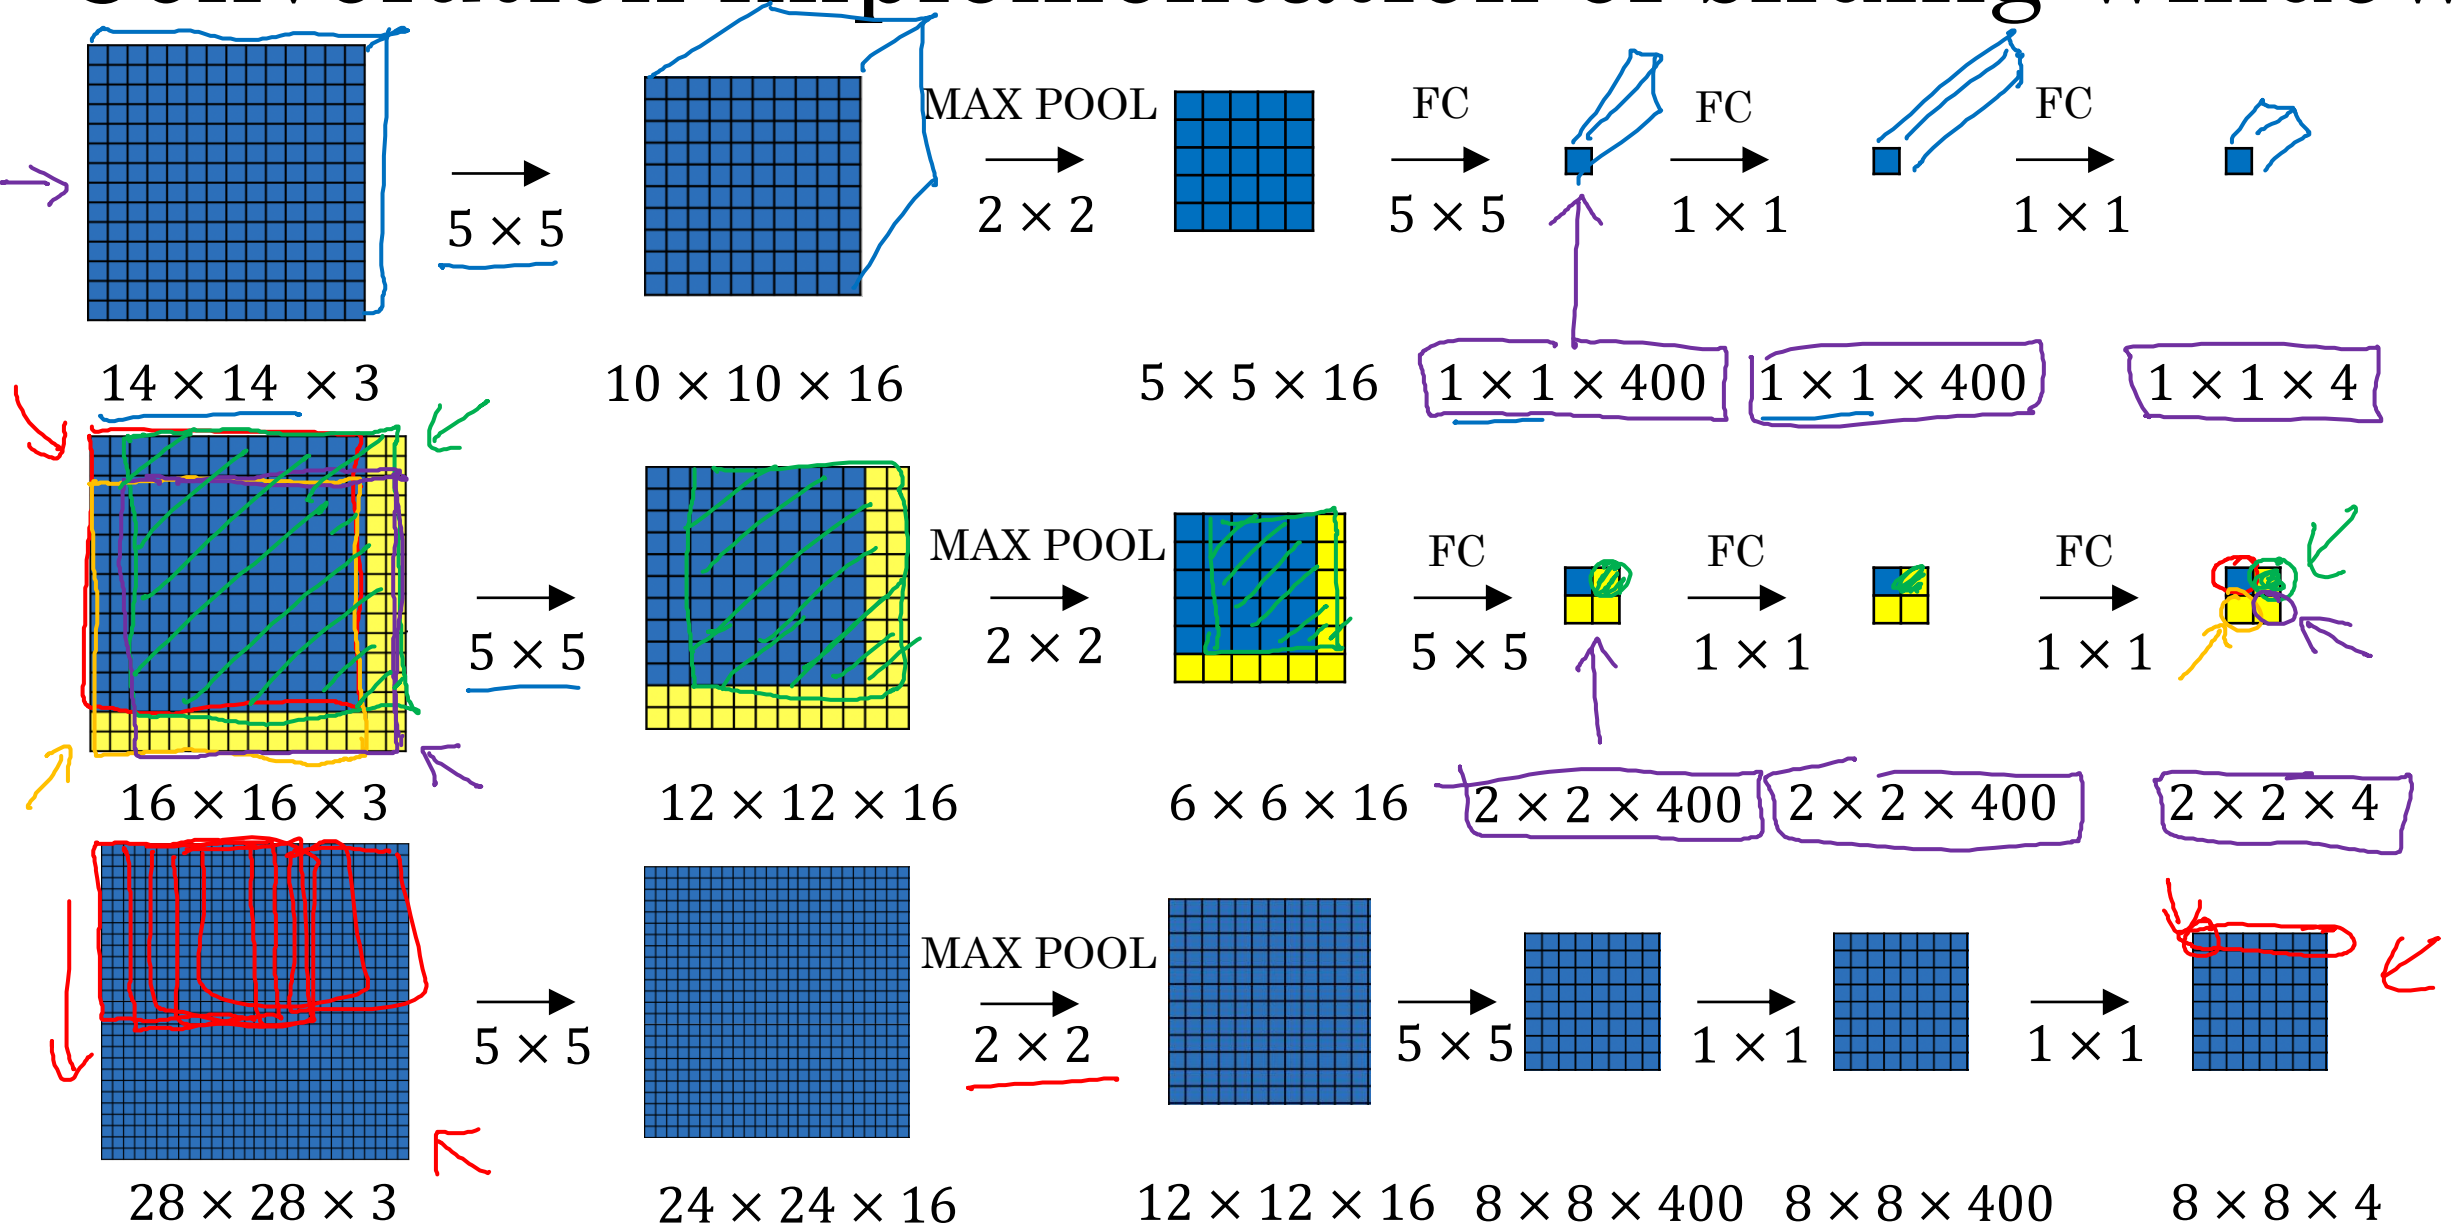 Convolution implementation of sliding windows
MAX POOL FC FC FC
5 × 5 2 × 2 5 × 5 1 × 1 1 × 1
14 × 14 × 3 10 × 10 × 16 5 × 5 × 16 1 × 1 × 400 1 × 1 × 400 1 × 1 × 4
MAX POOL FC FC FC
5 × 5 2 × 2 5 × 5 1 × 1 1 × 1
16 × 16 × 3 12 × 12 × 16 6 × 6 × 16 2 × 2 × 400 2 × 2 × 400 2 × 2 × 4
MAX POOL
5 × 5 2 × 2 5 × 5 1 × 1 1 × 1
28 × 28 × 3 24 × 24 × 16 12 × 12 × 16 8 × 8 × 400 8 × 8 × 400 8 × 8 × 4